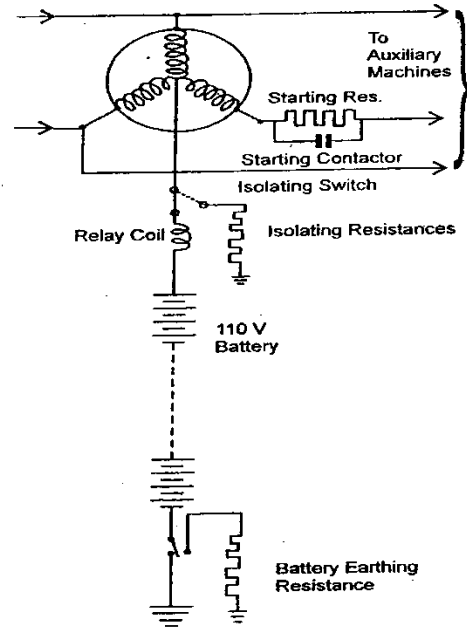 To
Auxiliary
Machines
Starting Res.
Starting Contactor
Isolating Switch
Relay Coil
Isolating Resistances
110 V
Battery
Battery Earthing
Resistance